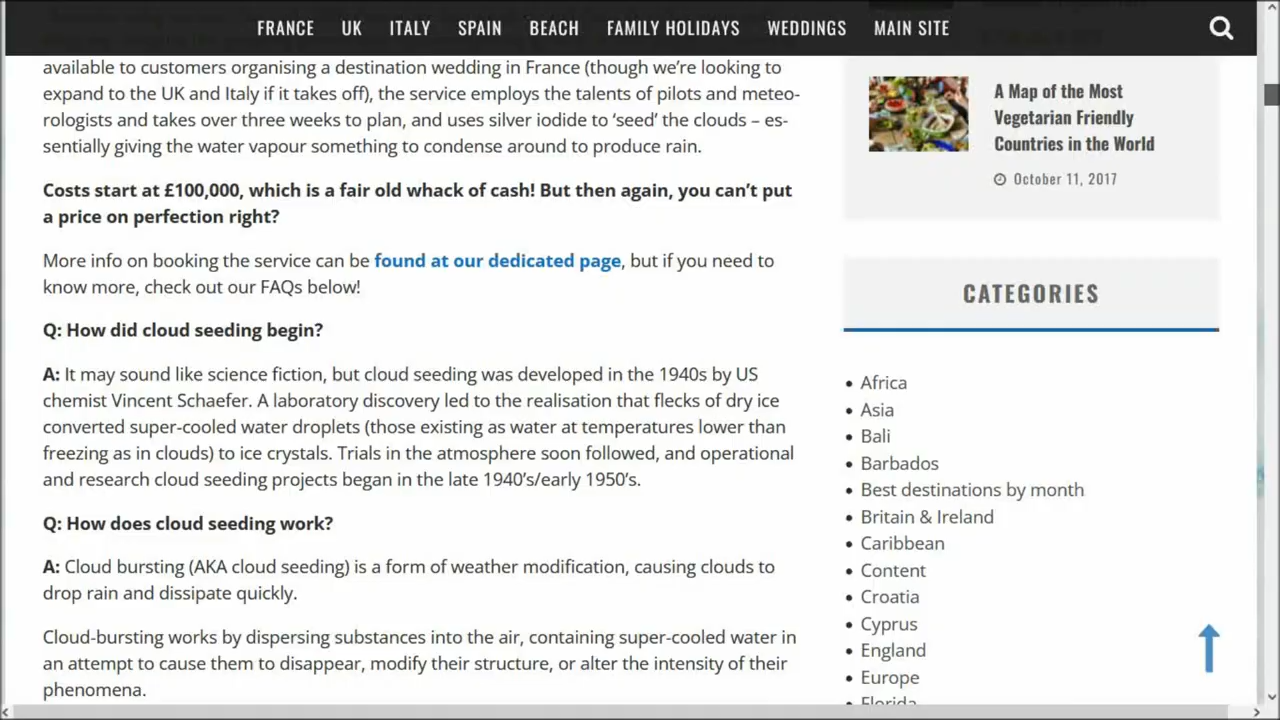 FRANCE UK ITALY SPAIN BEACH FAMILY HOLIDAYS WEDDINGS MAIN SITE
available to customers organising a destination wedding in France (though we’re looking to
expand to the UK and Italy if it takes off), the service employs the talents of pilots and meteo-
rologists and takes over three weeks to plan, and uses silver iodide to ‘seed’ the clouds – es-
sentially giving the water vapour something to condense around to produce rain.
Costs start at £100,000, which is a fair old whack of cash! But then again, you can’t put
a price on perfection right?
More info on booking the service can be found at our dedicated page, but if you need to
know more, check out our FAQs below!
Q: How did cloud seeding begin?
A: It may sound like science fiction, but cloud seeding was developed in the 1940s by US
chemist Vincent Schaefer. A laboratory discovery led to the realisation that flecks of dry ice
converted super-cooled water droplets (those existing as water at temperatures lower than
freezing as in clouds) to ice crystals. Trials in the atmosphere soon followed, and operational
and research cloud seeding projects began in the late 1940’s/early 1950’s.
Q: How does cloud seeding work?
A: Cloud bursting (AKA cloud seeding) is a form of weather modification, causing clouds to
drop rain and dissipate quickly.
Cloud-bursting works by dispersing substances into the air, containing super-cooled water in
an attempt to cause them to disappear, modify their structure, or alter the intensity of their
phenomena.
A Map of the Most
Vegetarian Friendly
Countries in the World
October 11, 2017
CATEGORIES
Africa
Asia
Bali
Barbados
Best destinations by month
Britain & Ireland
Caribbean
Content
Croatia
Cyprus
England
Europe
Florida